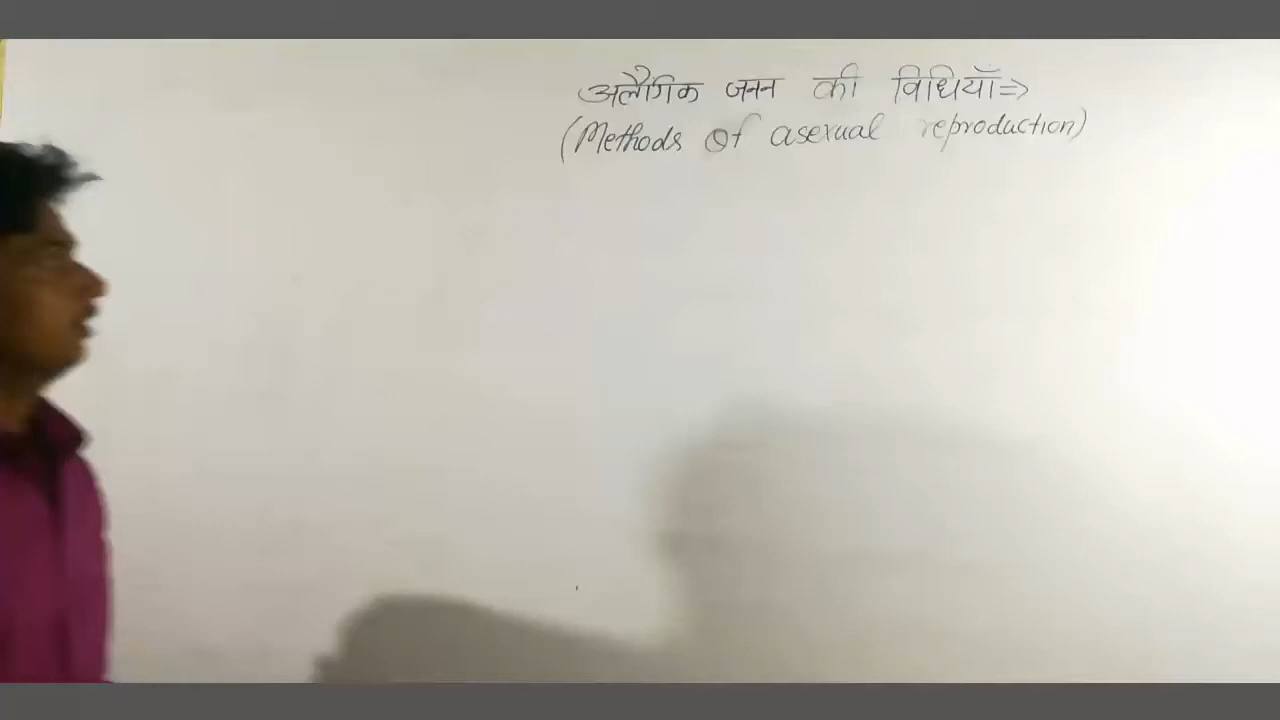 अलैगिक जनन की विधियाँ=>
(Methods Of asexual reproduction)